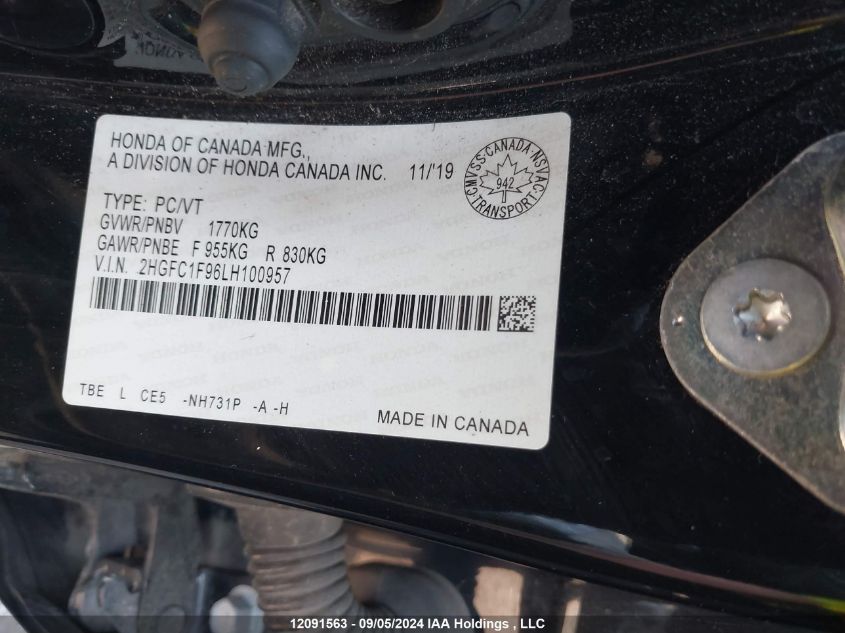 HONDA OF CANADA MFG.,
A DIVISION OF HONDA CANADA INC. 11/'19
CMVSS·CANADA·NSVAC
942
TRANSPORT
TYPE: PC/VT
GVWR/PNBV 1770KG
GAWR/PNBE F 955KG R 830KG
V.I.N. 2HGFC1F96LH100957
TBE L CE5 -NH731P -A -H
MADE IN CANADA
12091563 - 09/05/2024 IAA Holdings , LLC